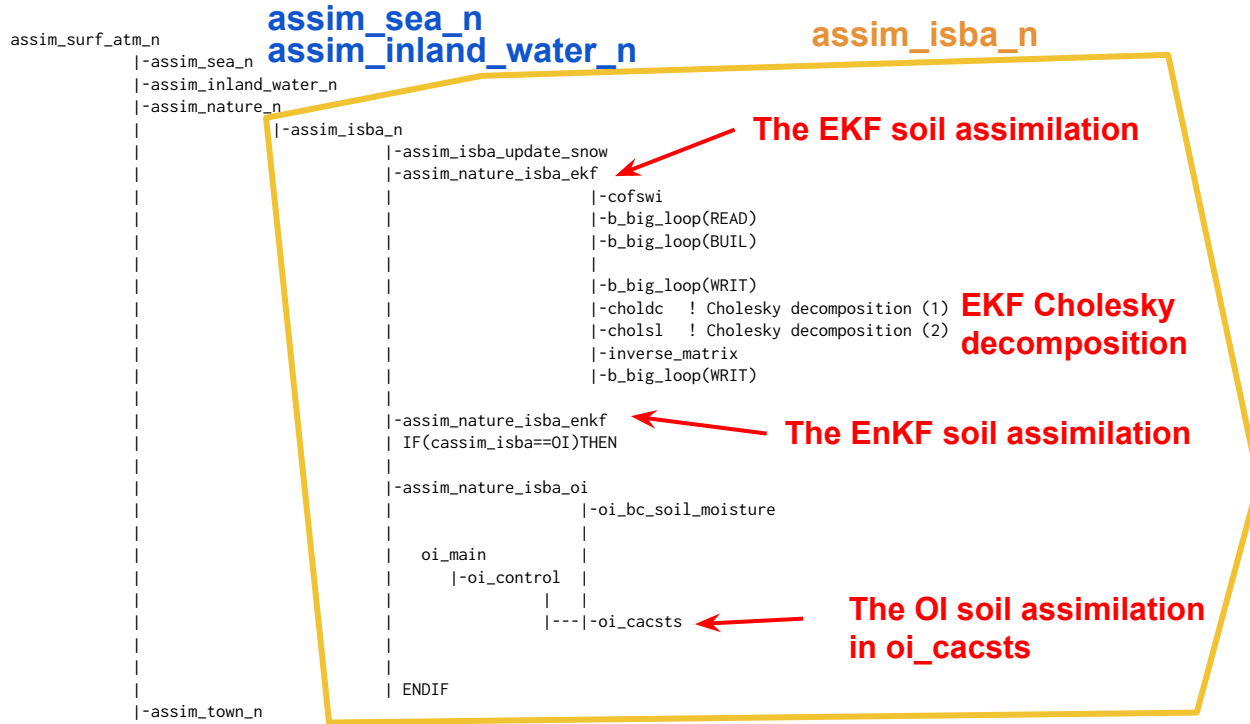 assim_sea_n
assim_inland_water_n
assim_isba_n
assim_surf_atm_n
|-assim_sea_n
|-assim_inland_water_n
|-assim_nature_n
| |-assim_isba_n
The EKF soil assimilation
| |-assim_isba_update_snow
| |-assim_nature_isba_ekf
| | |-cofswi
| | |-b_big_loop(READ)
| | |-b_big_loop(BUIL)
| | |
| | |-b_big_loop(WRIT)
| | |-choldc ! Cholesky decomposition (1)
| | |-cholsl ! Cholesky decomposition (2)
EKF Cholesky
decomposition
| | |-inverse_matrix
| | |-b_big_loop(WRIT)
| |
| |-assim_nature_isba_enkf
| | IF(cassim_isba==OI)THEN
The EnKF soil assimilation
| |
| |-assim_nature_isba_oi
| | |-oi_bc_soil_moisture
| | |
| | oi_main |
| | |-oi_control |
| | | |
| | |---|-oi_cacsts
The OI soil assimilation
in oi_cacsts
| |
| |
| | ENDIF
|-assim_town_n